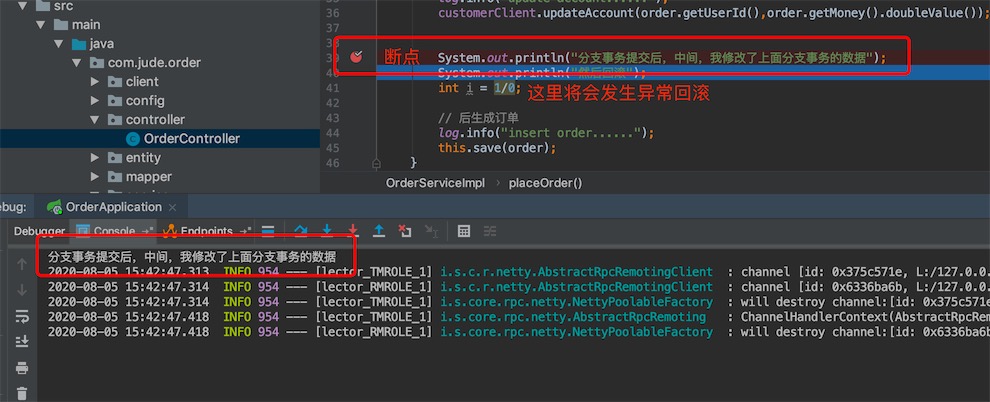 src
main
java
com.jude.order
client
config
controller
OrderController
entity
mapper
36
customerClient.updateAccount(order.getUserId(),order.getMoney().doubleValue());
37
断点
System.out.println("分支事务提交后，中间，我修改了上面分支事务的数据");
40
System.out.println("然后回滚");
41
int i = 1/0;
这里将会发生异常回滚
42
43
// 后生成订单
44
log.info("insert order......");
45
this.save(order);
46
}
OrderServiceImpl › placeOrder()
ebug:
OrderApplication
Debugger
Console
Endpoints
分支事务提交后，中间，我修改了上面分支事务的数据
2020-08-05 15:42:47.313 INFO 954 --- [lector_TMROLE_1] i.s.c.r.netty.AbstractRpcRemotingClient : channel [id: 0x375c571e, L:/127.0.0.
2020-08-05 15:42:47.314 INFO 954 --- [lector_RMROLE_1] i.s.c.r.netty.AbstractRpcRemotingClient : channel [id: 0x6336ba6b, L:/127.0.0.
2020-08-05 15:42:47.314 INFO 954 --- [lector_TMROLE_1] i.s.core.rpc.netty.NettyPoolableFactory : will destroy channel:[id: 0x375c571e
2020-08-05 15:42:47.418 INFO 954 --- [lector_RMROLE_1] i.s.core.rpc.netty.AbstractRpcRemoting : ChannelHandlerContext(AbstractRpcRem
2020-08-05 15:42:47.418 INFO 954 --- [lector_RMROLE_1] i.s.core.rpc.netty.NettyPoolableFactory : will destroy channel:[id: 0x6336ba6b